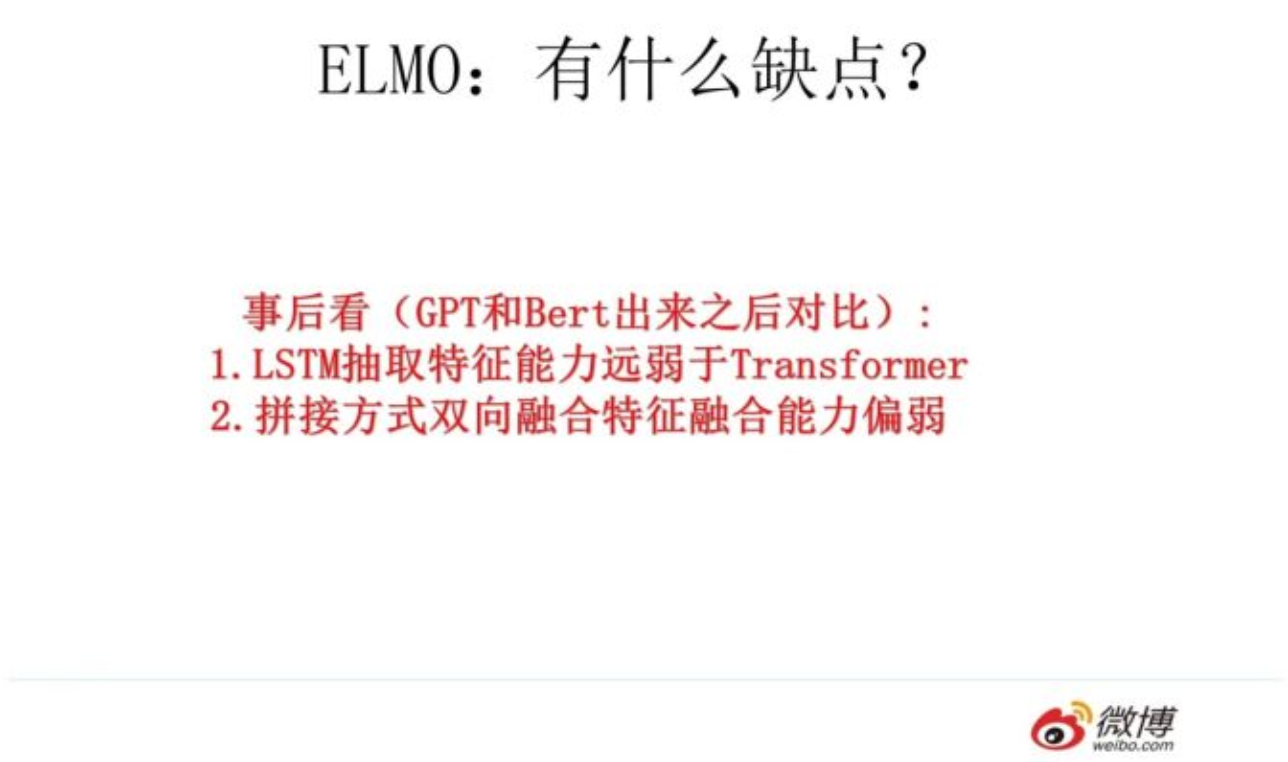 ELMO：有什么缺点？
事后看（GPT和Bert出来之后对比）：
1.LSTM抽取特征能力远弱于Transformer
2.拼接方式双向融合特征融合能力偏弱
微博
weibo.com